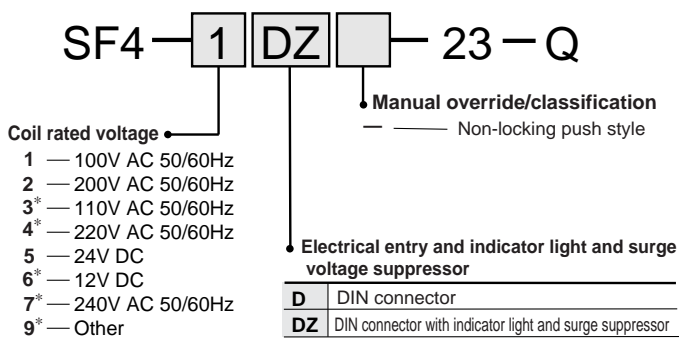 SF4 — 1 DZ — 23 — Q
Manual override/classification
— — Non-locking push style
Coil rated voltage
1 — 100V AC 50/60Hz
2 — 200V AC 50/60Hz
3* — 110V AC 50/60Hz
4* — 220V AC 50/60Hz
5 — 24V DC
6* — 12V DC
7* — 240V AC 50/60Hz
9* — Other
Electrical entry and indicator light and surge
voltage suppressor
D DIN connector
DZ DIN connector with indicator light and surge suppressor